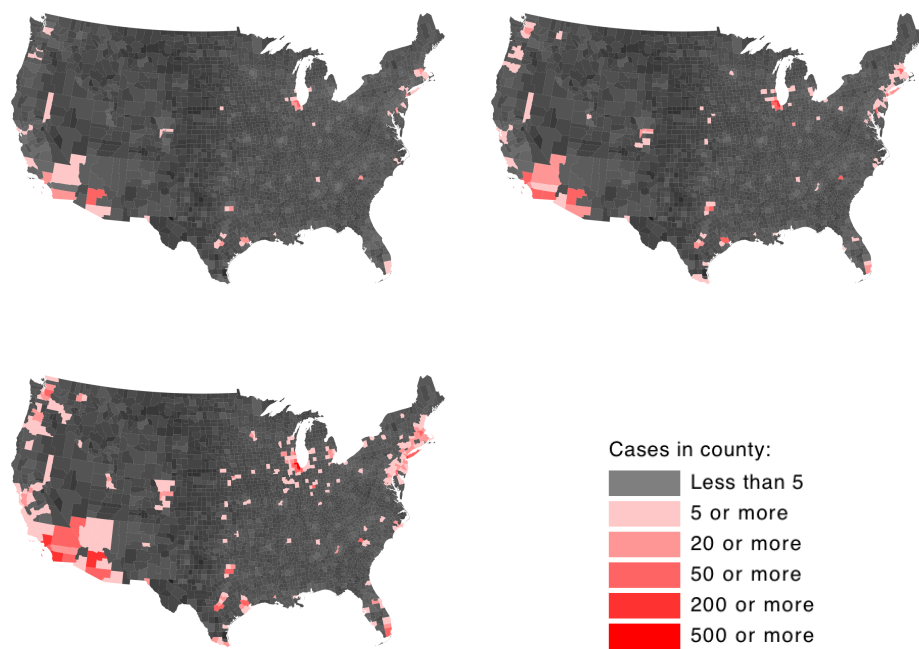 Cases in county:
Less than 5
5 or more
20 or more
50 or more
200 or more
500 or more